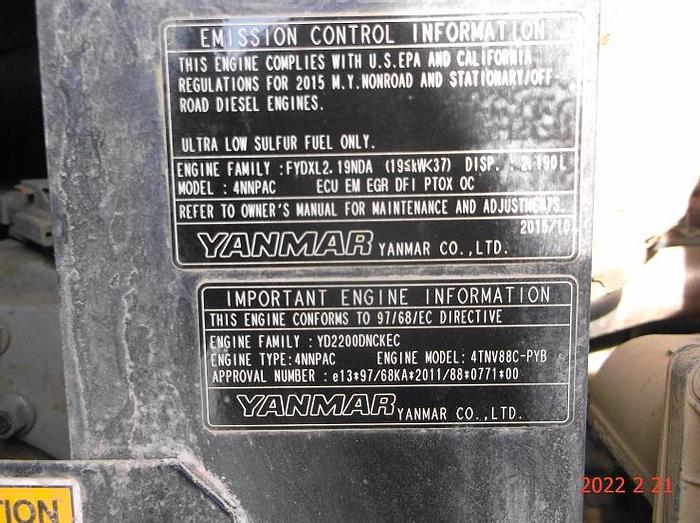 EMISSION CONTROL INFORMATION
THIS ENGINE COMPLIES WITH U.S.EPA AND CALIFORNIA
REGULATIONS FOR 2015 M.Y.NONROAD AND STATIONARY/OFF-
ROAD DIESEL ENGINES.
ULTRA LOW SULFUR FUEL ONLY.
ENGINE FAMILY :FYDXL2.19NDA (19≤kW<37) DISP. : 2.190L
MODEL : 4NNPAC ECU EM EGR DFI PTOX OC
REFER TO OWNER'S MANUAL FOR MAINTENANCE AND ADJUSTMENTS.
2015/10
YANMAR YANMAR CO.,LTD.
IMPORTANT ENGINE INFORMATION
THIS ENGINE CONFORMS TO 97/68/EC DIRECTIVE
ENGINE FAMILY: YD2200DNCKEC
ENGINE TYPE:4NNPAC ENGINE MODEL: 4TNV88C-PYB
APPROVAL NUMBER : e13*97/68KA*2011/88*0771*00
YANMAR YANMAR CO.,LTD.
TION
2022 2 21